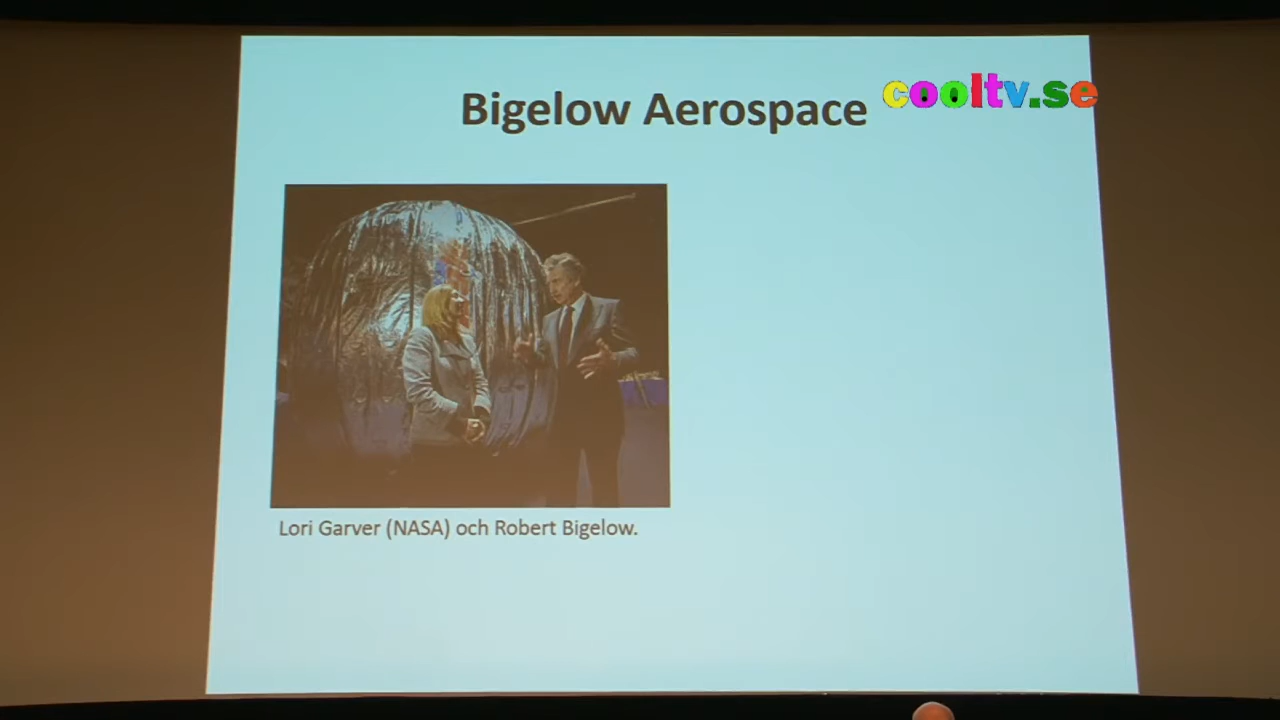 Bigelow Aerospace
cooltv.se
Lori Garver (NASA) och Robert Bigelow.